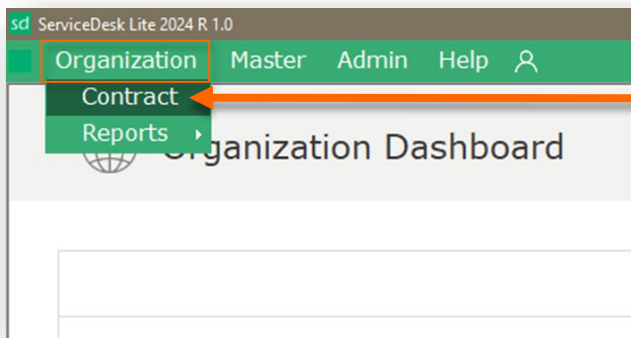 sd ServiceDesk Lite 2024 R 1.0
Organization Master Admin Help
Contract
Reports
Organization Dashboard